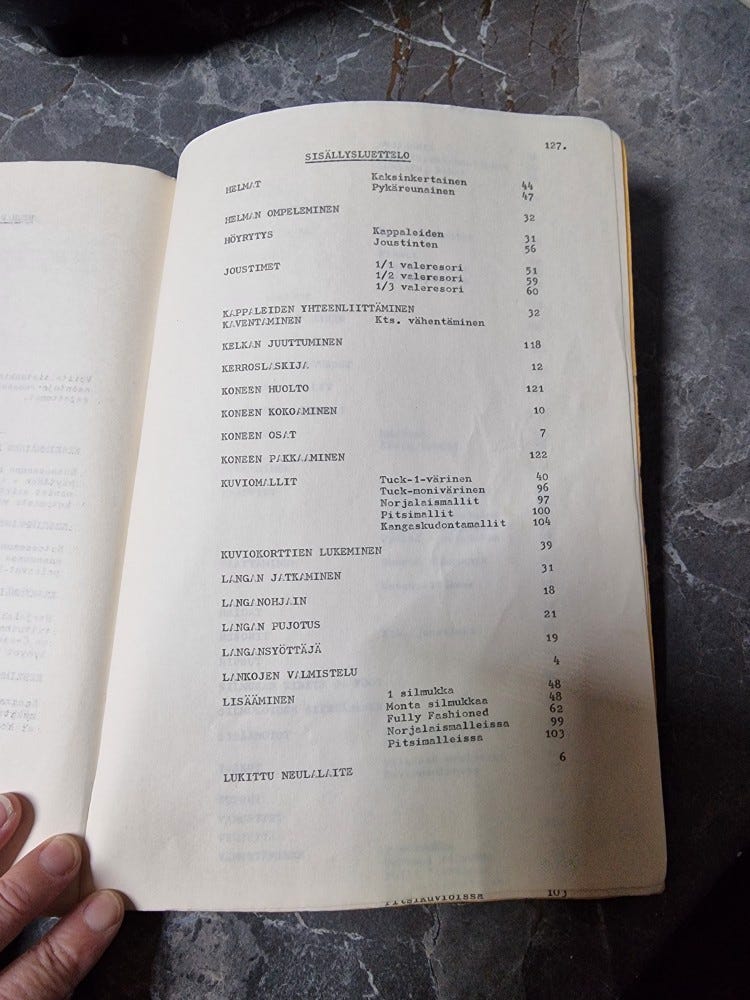 127.
SISÄLLYSLUETTELO
HELMAT Kaksinkertainen 44
Pykäreunainen 47
HELMAN OMPELEMINEN 32
HÖYRYTYS Kappaleiden 31
Joustinten 56
JOUSTIMET 1/1 valeresori 51
1/2 valeresori 59
1/3 valeresori 60
KAPPALEIDEN YHTEENLIITTÄMINEN 32
KAVENTAMINEN Kts. vähentäminen
KELKAN JUUTTUMINEN 118
KERROSLASKIJA 12
KONEEN HUOLTO 121
KONEEN KOKOAMINEN 10
KONEEN OSAT 7
KONEEN PAKKAAMINEN 122
KUVIOMALLIT Tuck-1-värinen 40
Tuck-monivärinen 96
Norjalaismallit 97
Pitsimallit 100
Kangaskudontamallit 104
KUVIOKORTTIEN LUKEMINEN 39
LANGAN JATKAMINEN 31
LANGANOHJAIN 18
LANGAN PUJOTUS 21
LANGANSYÖTTÄJÄ 19
LANKOJEN VALMISTELU 4
LISÄÄMINEN 1 silmukka 48
Monta silmukkaa 48
Fully Fashioned 62
Norjalaismalleissa 99
Pitsimalleissa 103
LUKITTU NEULALAITE 6
Pitsikuvioissa 103